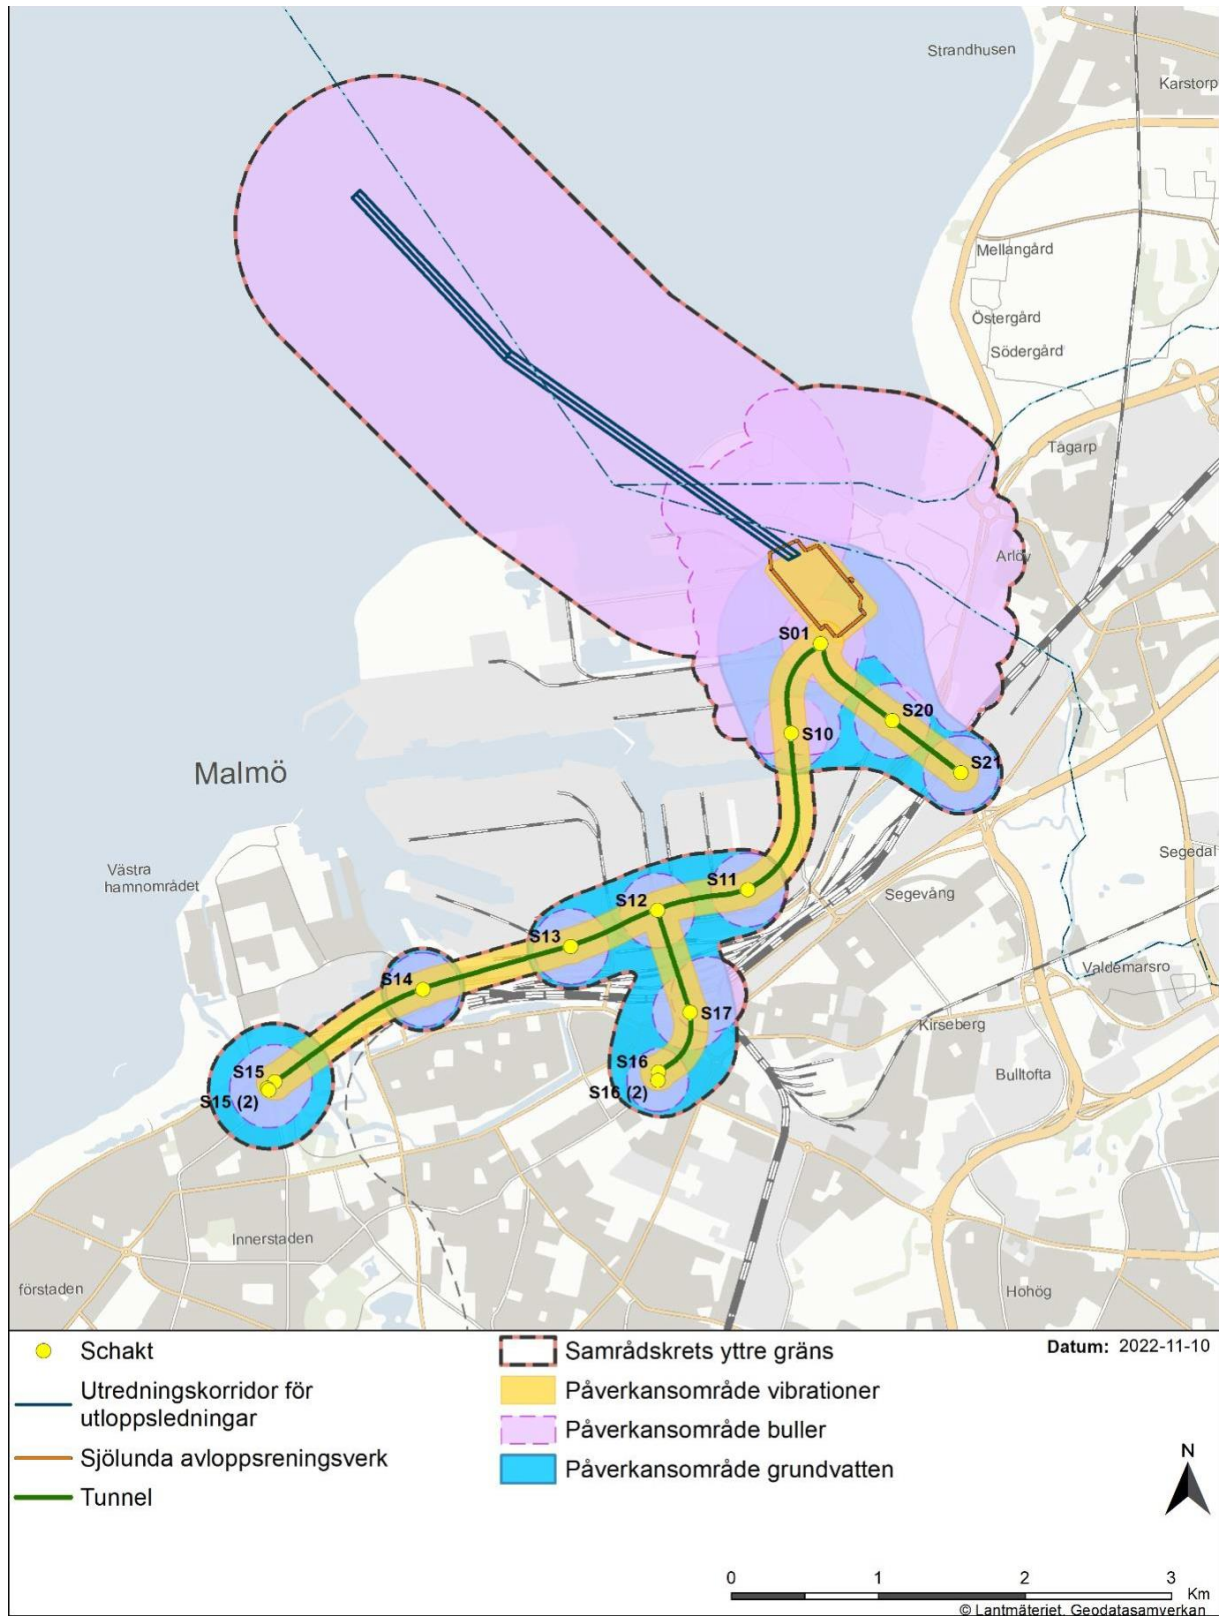 Strandhusen
Karstorp
Mellangård
Östergård
Södergård
Tågarp
Arlöv
S01
S20
S10
S21
Malmö
Västra
hamnområdet
Segedal
S11
Segevång
S12
S13
Valdemarsro
S14
S17
Kirseberg
S16
Bulltofta
S15
S16 (2)
S15 (2)
Innerstaden
förstaden
Hohög
Schakt
Utredningskorridor för
utloppsledningar
Sjölunda avloppsreningsverk
Tunnel
Samrådskrets yttre gräns
Påverkansområde vibrationer
Påverkansområde buller
Påverkansområde grundvatten
Datum: 2022-11-10
N
0 1 2 3
Km
© Lantmäteriet, Geodatasamverkan